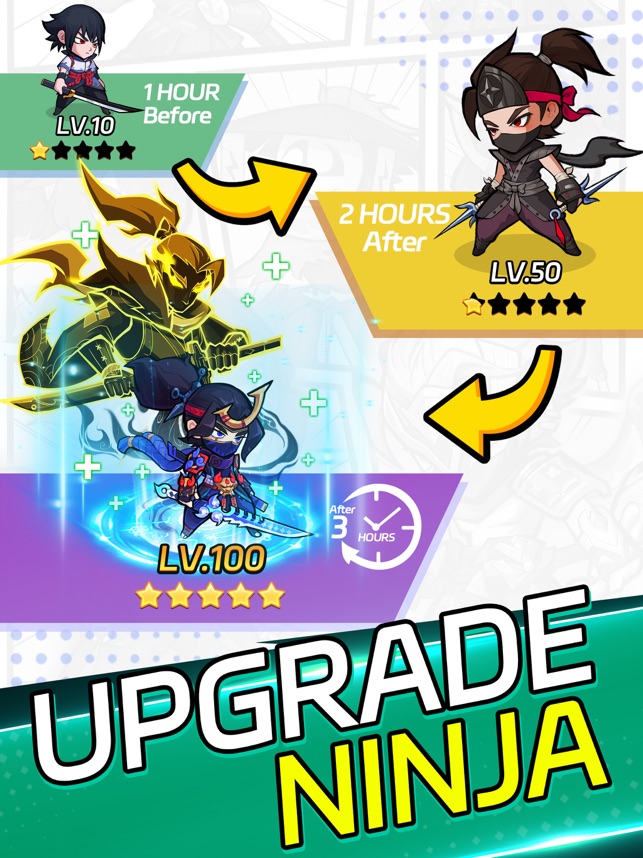 1 HOUR
Before
LV.10
2 HOURS
After
LV.50
After
3
HOURS
LV.100
UPGRADE
NINJA